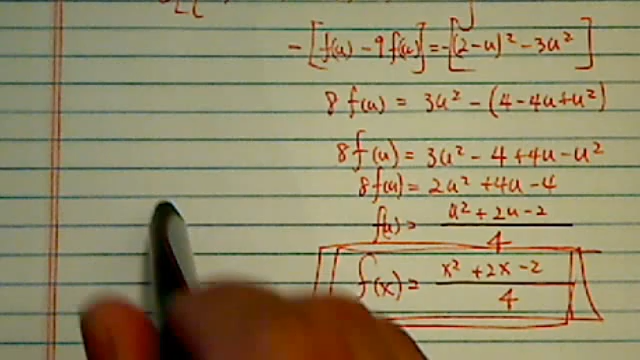 - [f(u) - 9f(u)] = -[(2-u)² - 3u²]
8f(u) = 3u² - (4-4u+u²)
8f(u) = 3u² - 4 + 4u - u²
8f(u) = 2u² + 4u - 4
f(u) = u² + 2u - 2 / 4
f(x) = x² + 2x - 2 / 4